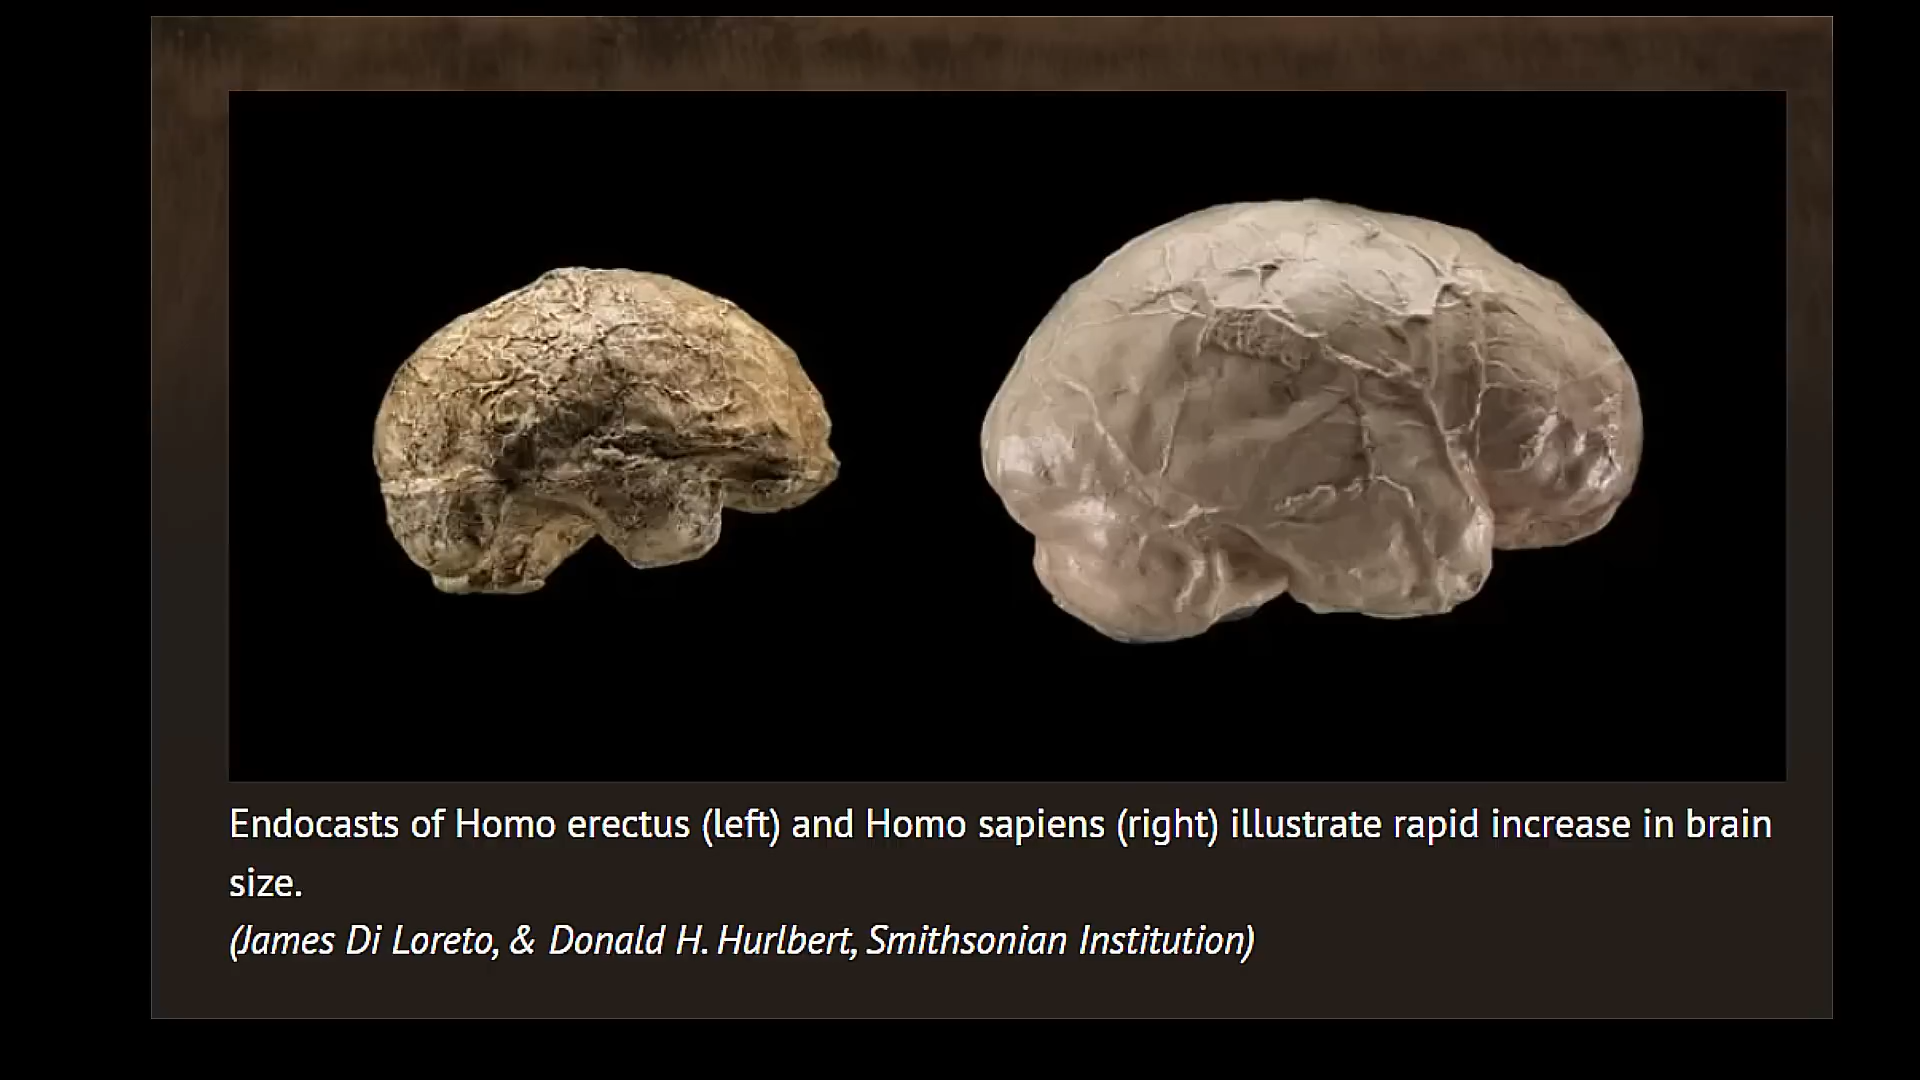 Endocasts of Homo erectus (left) and Homo sapiens (right) illustrate rapid increase in brain
size.
(James Di Loreto, & Donald H. Hurlbert, Smithsonian Institution)